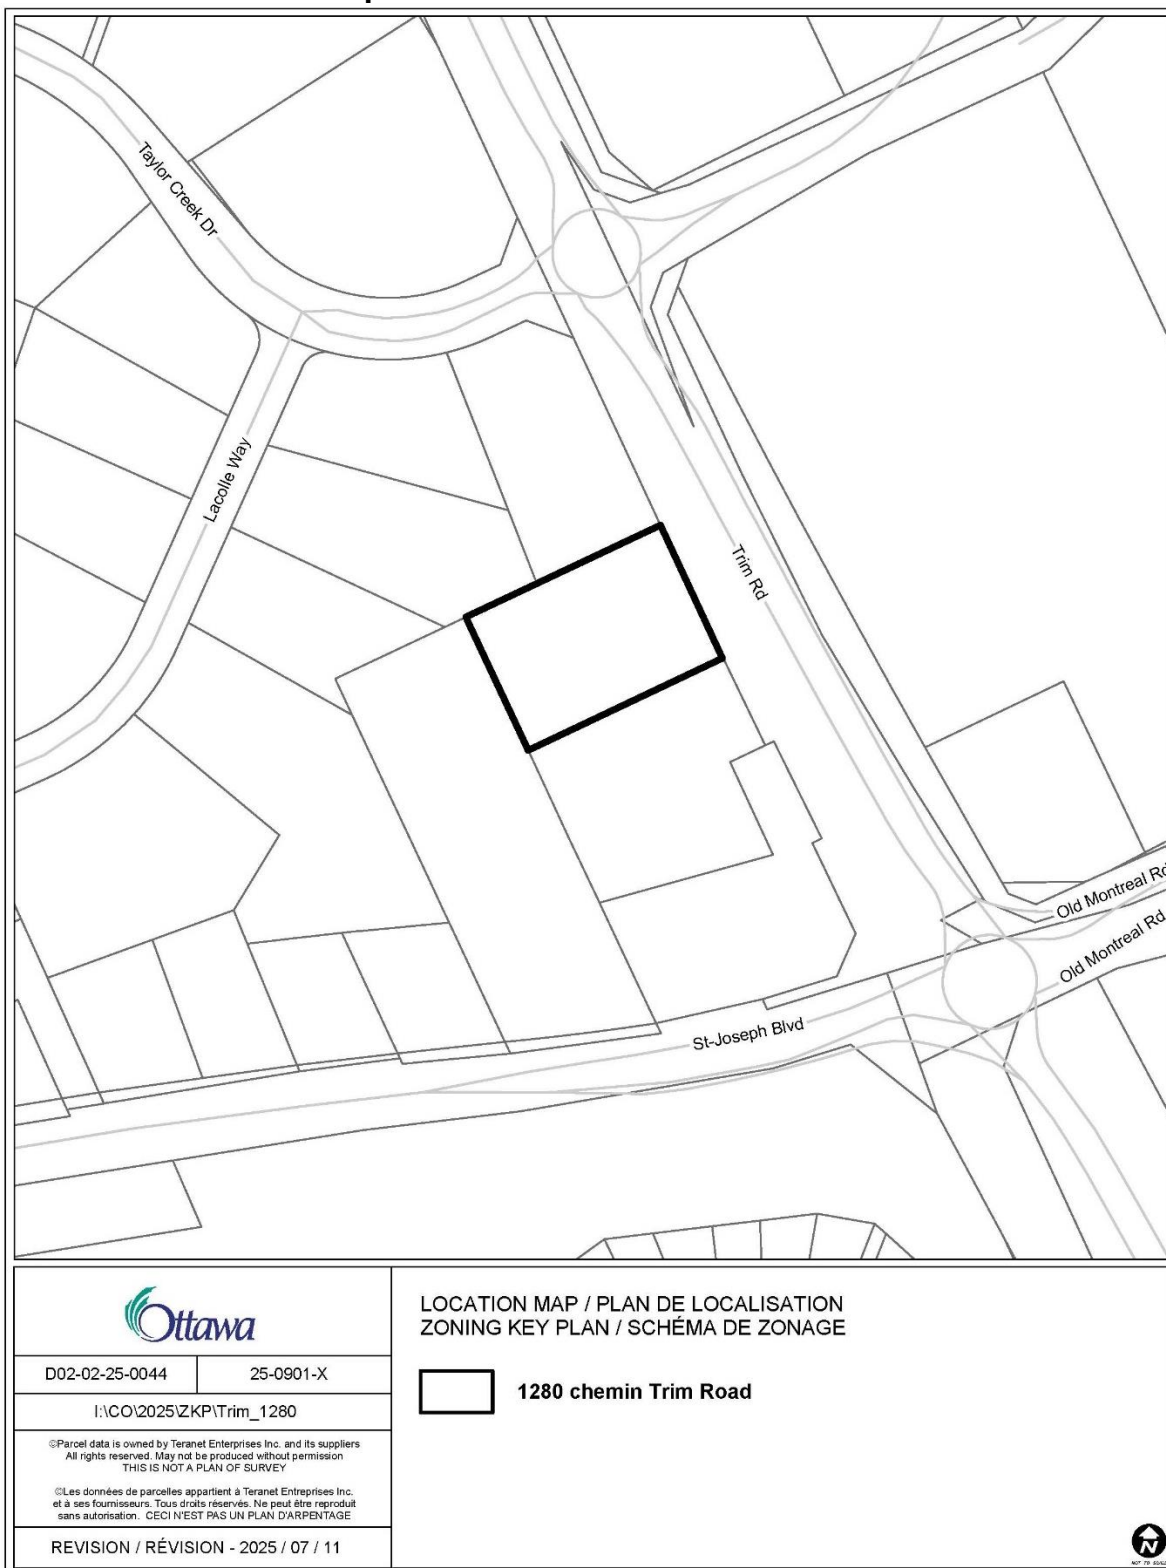 Taylor Creek Dr
Lacolle Way
Trim Rd
Old Montreal Rd
Old Montreal Rd
St-Joseph Blvd
Ottawa
D02-02-25-0044
25-0901-X
I:\CO\2025\ZKP\Trim_1280
©Parcel data is owned by Teranet Enterprises Inc. and its suppliers
All rights reserved. May not be produced without permission
THIS IS NOT A PLAN OF SURVEY
©Les données de parcelles appartient à Teranet Entreprises Inc.
et à ses fournisseurs. Tous droits réservés. Ne peut être reproduit
sans autorisation. CECI N'EST PAS UN PLAN D'ARPENTAGE
REVISION / RÉVISION - 2025 / 07 / 11
LOCATION MAP / PLAN DE LOCALISATION
ZONING KEY PLAN / SCHÉMA DE ZONAGE
1280 chemin Trim Road
N